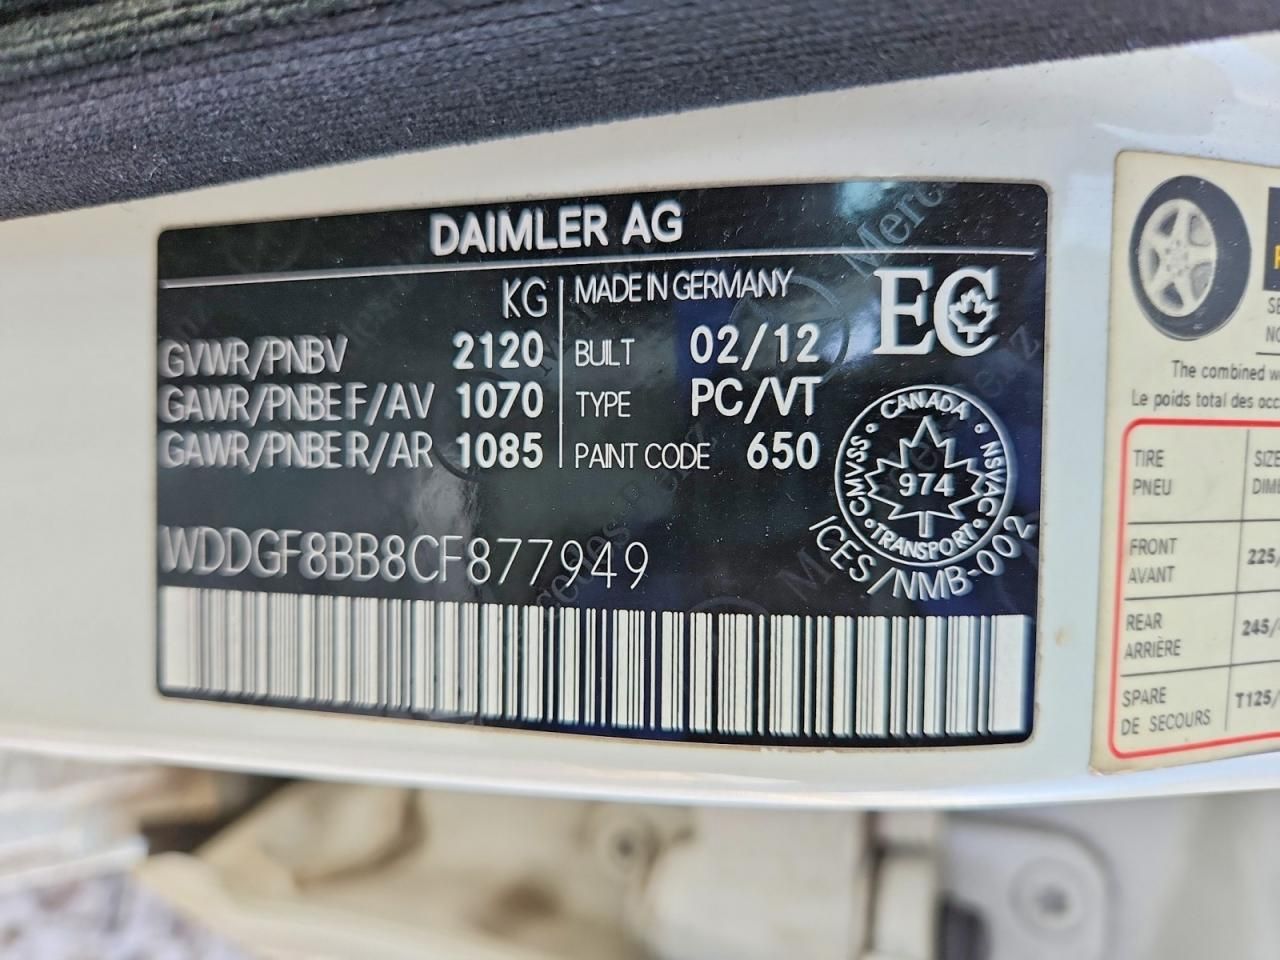 DAIMLER AG
KG
MADE IN GERMANY
EC
GVWR/PNBV 2120
BUILT 02/12
GAWR/PNBE F/AV 1070
TYPE PC/VT
GAWR/PNBE R/AR 1085
PAINT CODE 650
CMVSS • CANADA • NSVAC • TRANSPORT •
974
ICES/NMB-002
WDDGF8BB8CF877949
The combined
Le poids total des occ
TIRE
PNEU
SIZE
FRONT
AVANT
225/
REAR
ARRIÈRE
245/
SPARE
DE SECOURS
T125/